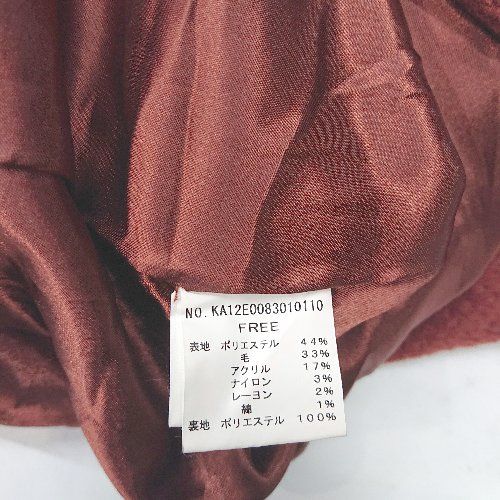 NO. KA12E0083010110
FREE
表地 ポリエステル 44%
毛 33%
アクリル 17%
ナイロン 3%
レーヨン 2%
綿 1%
裏地 ポリエステル 100%